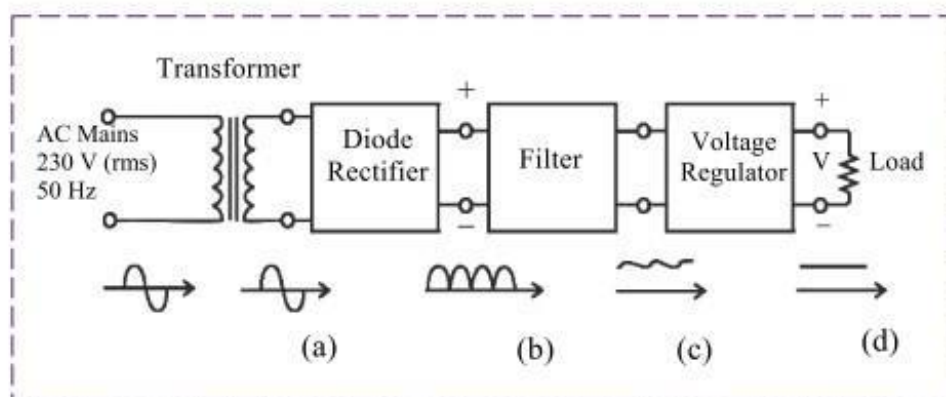 Transformer
AC Mains
230 V (rms)
50 Hz
Diode
Rectifier
+
−
Filter
Voltage
Regulator
+
V
−
Load
(a)
(b)
(c)
(d)